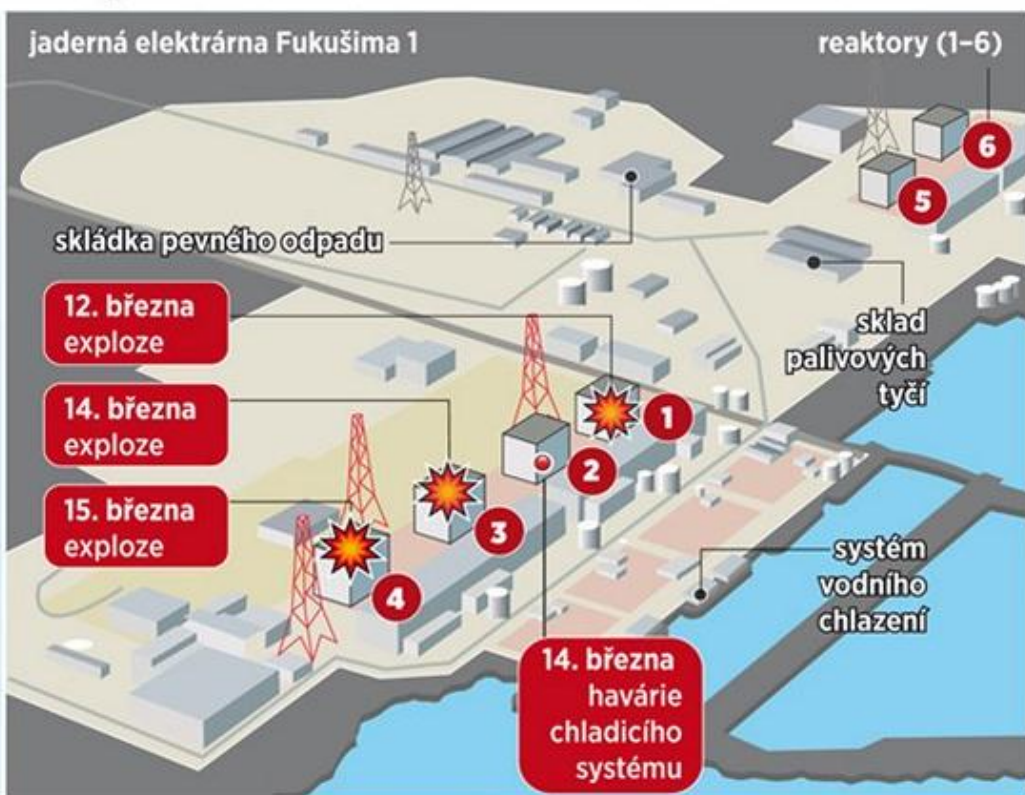 jaderná elektrárna Fukušima 1
reaktory (1–6)
6
5
skládka pevného odpadu
12. března
exploze
sklad
palivových
tyčí
14. března
exploze
1
2
15. března
exploze
3
4
systém
vodního
chlazení
14. března
havárie
chladicího
systému